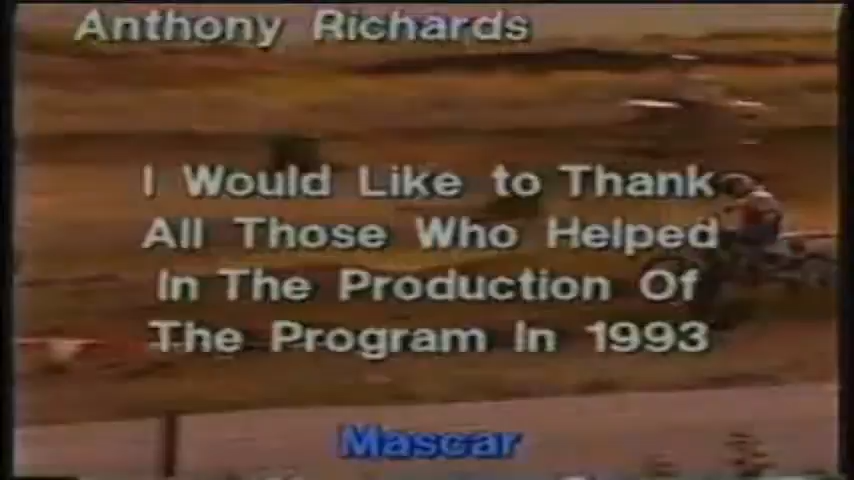 Anthony Richards
I Would Like to Thank
All Those Who Helped
In The Production Of
The Program In 1993
Mascar